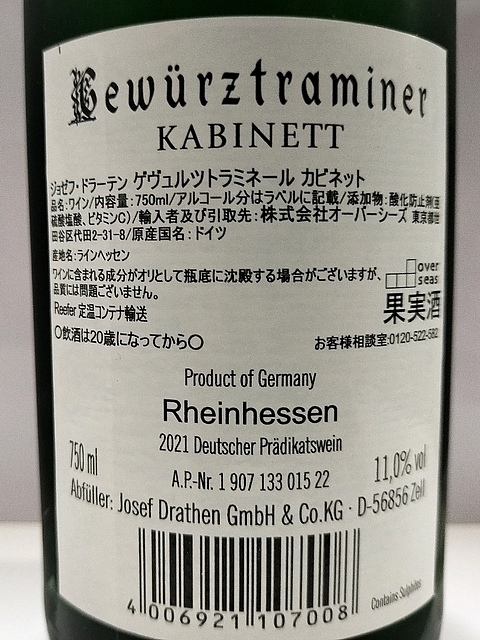 Gewürztraminer
KABINETT
ジョゼフ・ドラーテン ゲヴュルツトラミネール カビネット
品名:ワイン/内容量:750ml/アルコール分はラベルに記載/添加物:酸化防止剤(亜
硫酸塩酸、ビタミンC)/輸入者及び引取先:株式会社オーバーシーズ 東京都世
田谷区代田2-31-8/原産国名:ドイツ
産地名:ラインヘッセン
ワインに含まれる成分がオリとして瓶底に沈殿する場合がございますが、
品質には問題ございません。
over
seas
Reefer 定温コンテナ輸送
果実酒
〇飲酒は20歳になってから〇
お客様相談室:0120-522-582
Product of Germany
Rheinhessen
2021 Deutscher Prädikatswein
750 ml
A.P.-Nr. 1 907 133 015 22
11,0% vol
Abfüller: Josef Drathen GmbH & Co.KG · D-56856 Zell
4 006921 107008
Contains Sulphites